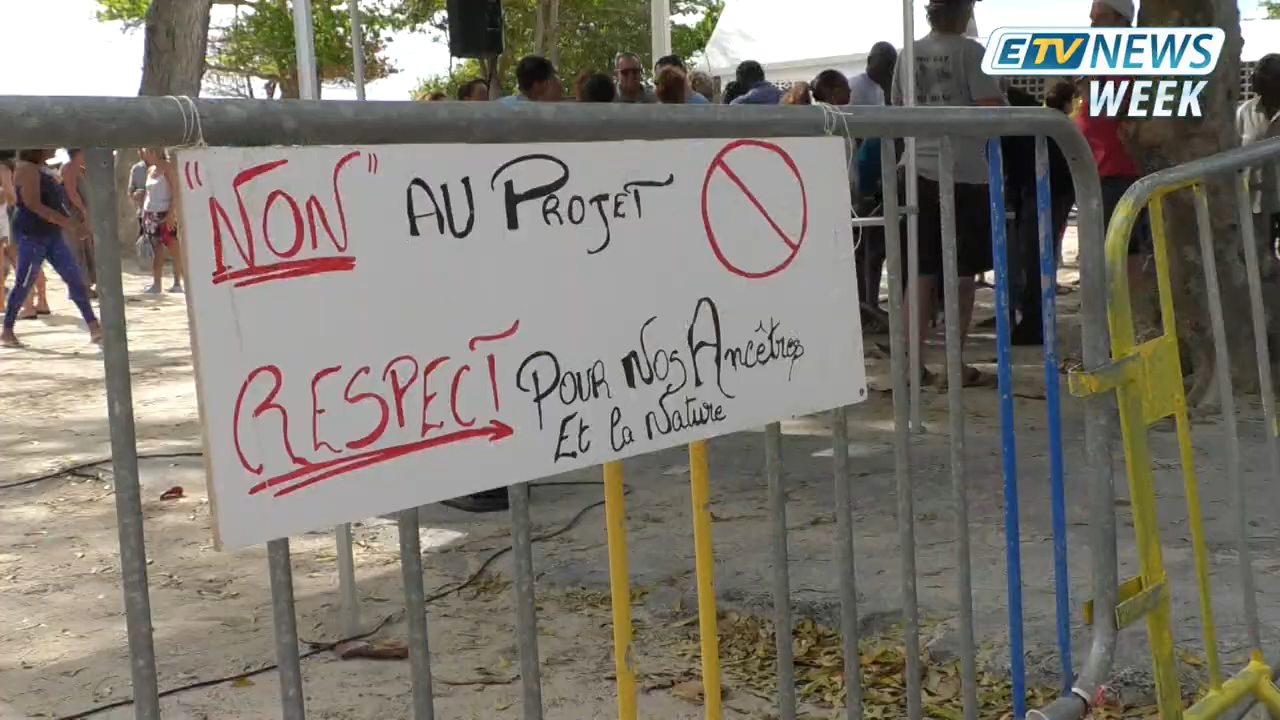 ETV NEWS
WEEK
"NON" AU PROJET
RESPECT POUR NOS ANCÊTRES
ET la NATURE